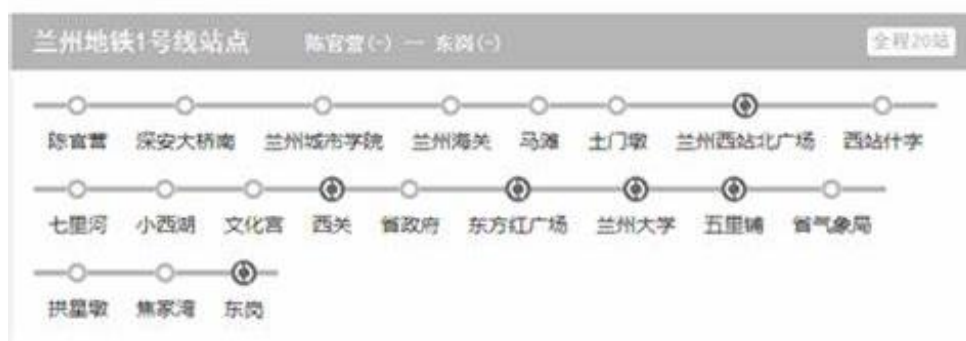 兰州地铁1号线站点 陈官营(-) — 东岗(-) 全程20站
陈官营 深安大桥南 兰州城市学院 兰州海关 马滩 土门墩 兰州西站北广场 西站什字
七里河 小西湖 文化宫 西关 省政府 东方红广场 兰州大学 五里铺 省气象局
拱星墩 焦家湾 东岗